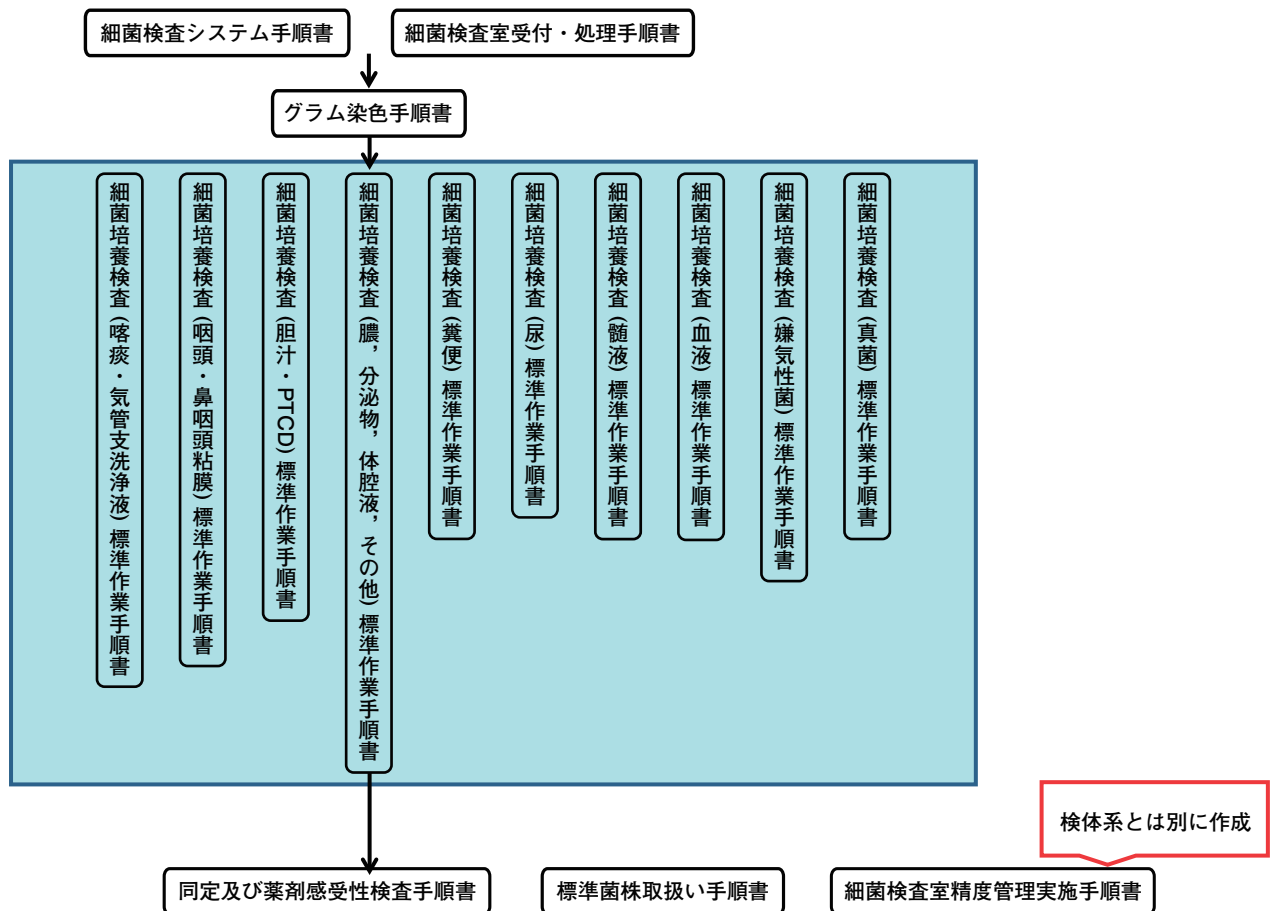 細菌検査システム手順書
細菌検査室受付・処理手順書
グラム染色手順書
細菌培養検査(喀痰・気管支洗浄液)標準作業手順書
細菌培養検査(咽頭・鼻咽頭粘膜)標準作業手順書
細菌培養検査(胆汁・PTCD)標準作業手順書
細菌培養検査(膿，分泌物，体腔液，その他)標準作業手順書
細菌培養検査(糞便)標準作業手順書
細菌培養検査(尿)標準作業手順書
細菌培養検査(髄液)標準作業手順書
細菌培養検査(血液)標準作業手順書
細菌培養検査(嫌気性菌)標準作業手順書
細菌培養検査(真菌)標準作業手順書
検体系とは別に作成
同定及び薬剤感受性検査手順書
標準菌株取扱い手順書
細菌検査室精度管理実施手順書